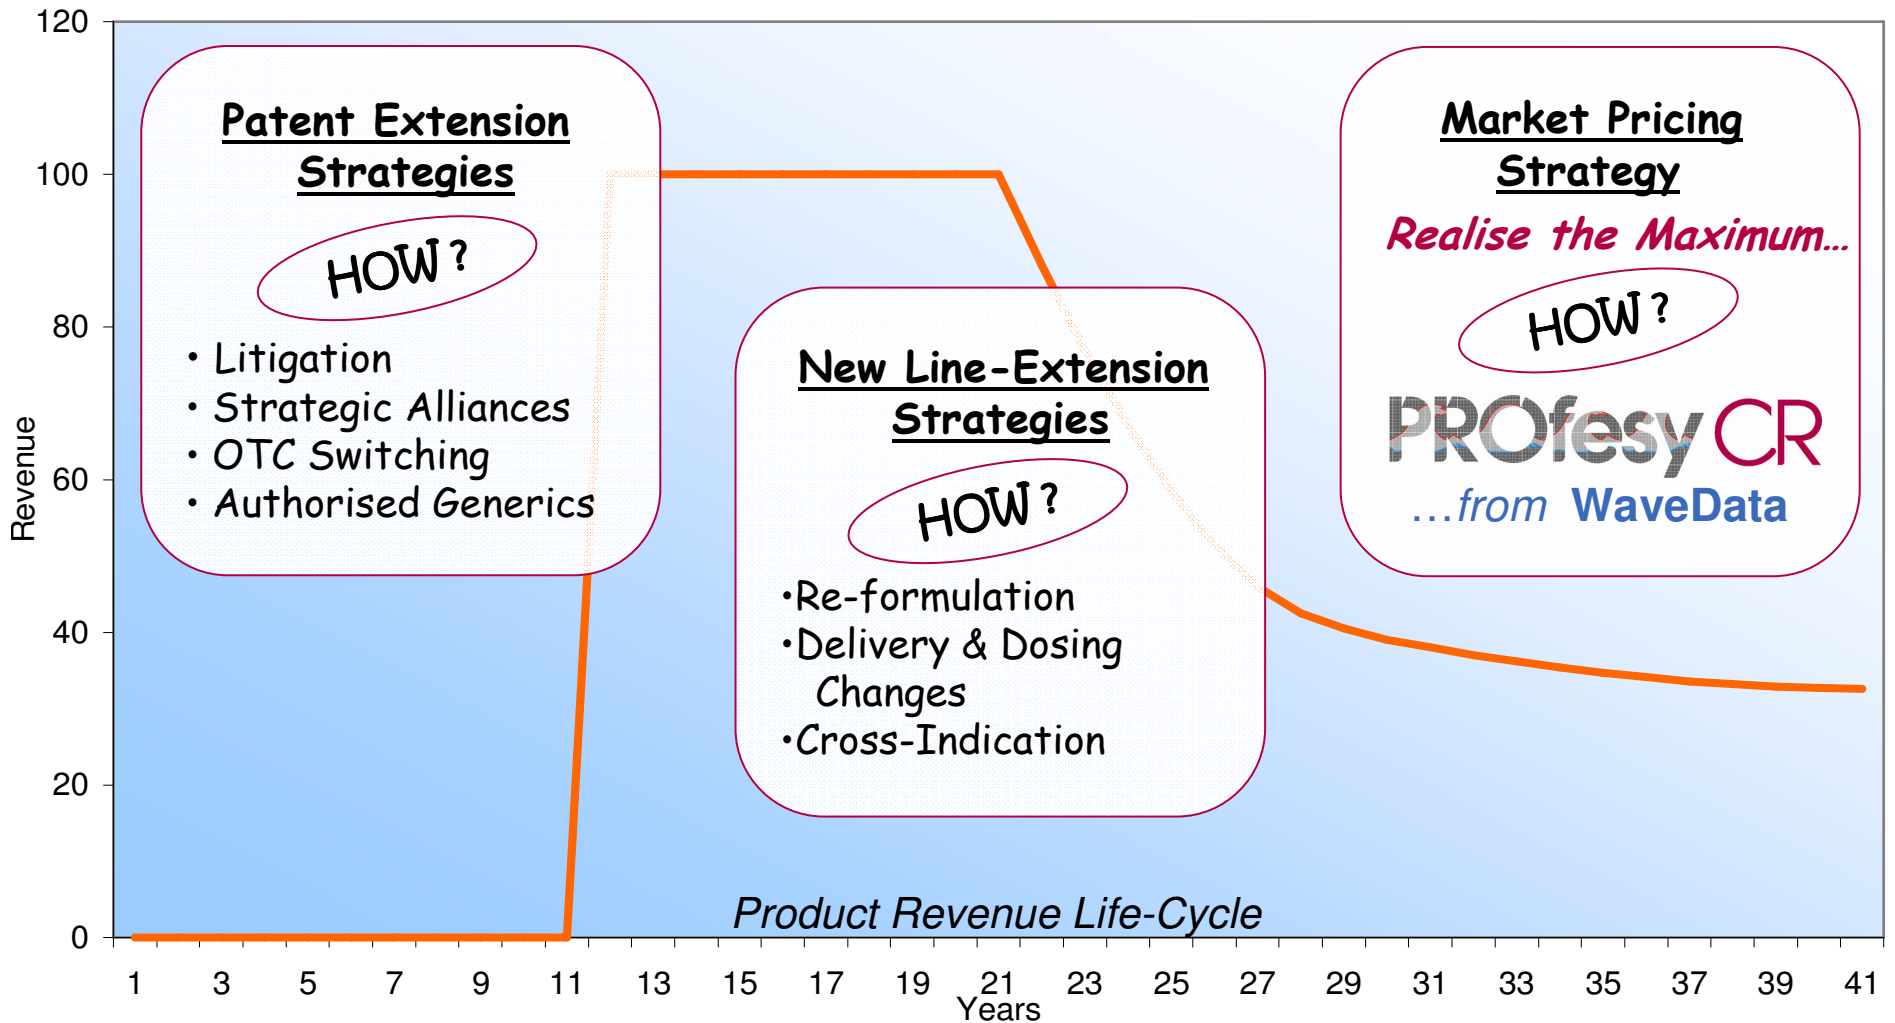 120
100
80
60
40
20
0
Revenue
Patent Extension
Strategies
HOW?
• Litigation
• Strategic Alliances
• OTC Switching
• Authorised Generics
New Line-Extension
Strategies
HOW?
•Re-formulation
•Delivery & Dosing
Changes
•Cross-Indication
Market Pricing
Strategy
Realise the Maximum...
HOW?
PROfesy CR
...from WaveData
Product Revenue Life-Cycle
1 3 5 7 9 11 13 15 17 19 21 23 25 27 29 31 33 35 37 39 41
Years